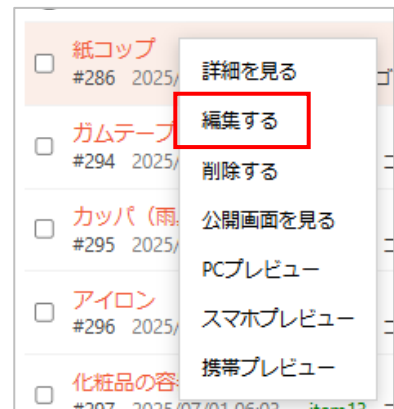 紙コップ
#286 2025/
ガムテープ
#294 2025/
カッパ（雨
#295 2025/
アイロン
#296 2025/
化粧品の容
詳細を見る
編集する
削除する
公開画面を見る
PCプレビュー
スマホプレビュー
携帯プレビュー